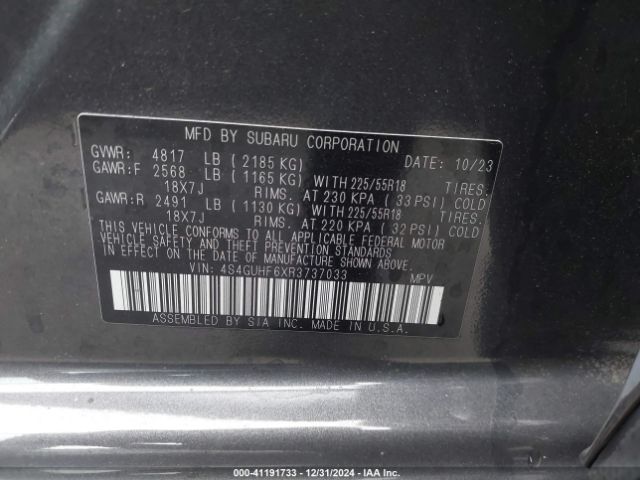 MFD BY SUBARU CORPORATION
GVWR: 4817 LB (2185 KG) DATE: 10/23
GAWR:F 2568 LB (1165 KG) WITH 225/55R18 TIRES.
18X7J RIMS. AT 230 KPA (33 PSI) COLD
GAWR:R 2491 LB (1130 KG) WITH 225/55R18 TIRES.
18X7J RIMS. AT 220 KPA (32 PSI) COLD
THIS VEHICLE CONFORMS TO ALL APPLICABLE FEDERAL MOTOR
VEHICLE SAFETY AND THEFT PREVENTION STANDARDS
IN EFFECT ON THE DATE OF MANUFACTURE SHOWN ABOVE.
VIN: 4S4GUHF6XR3737033 MPV
ASSEMBLED BY SIA INC. MADE IN U.S.A.
000-41191733 - 12/31/2024 - IAA Inc.